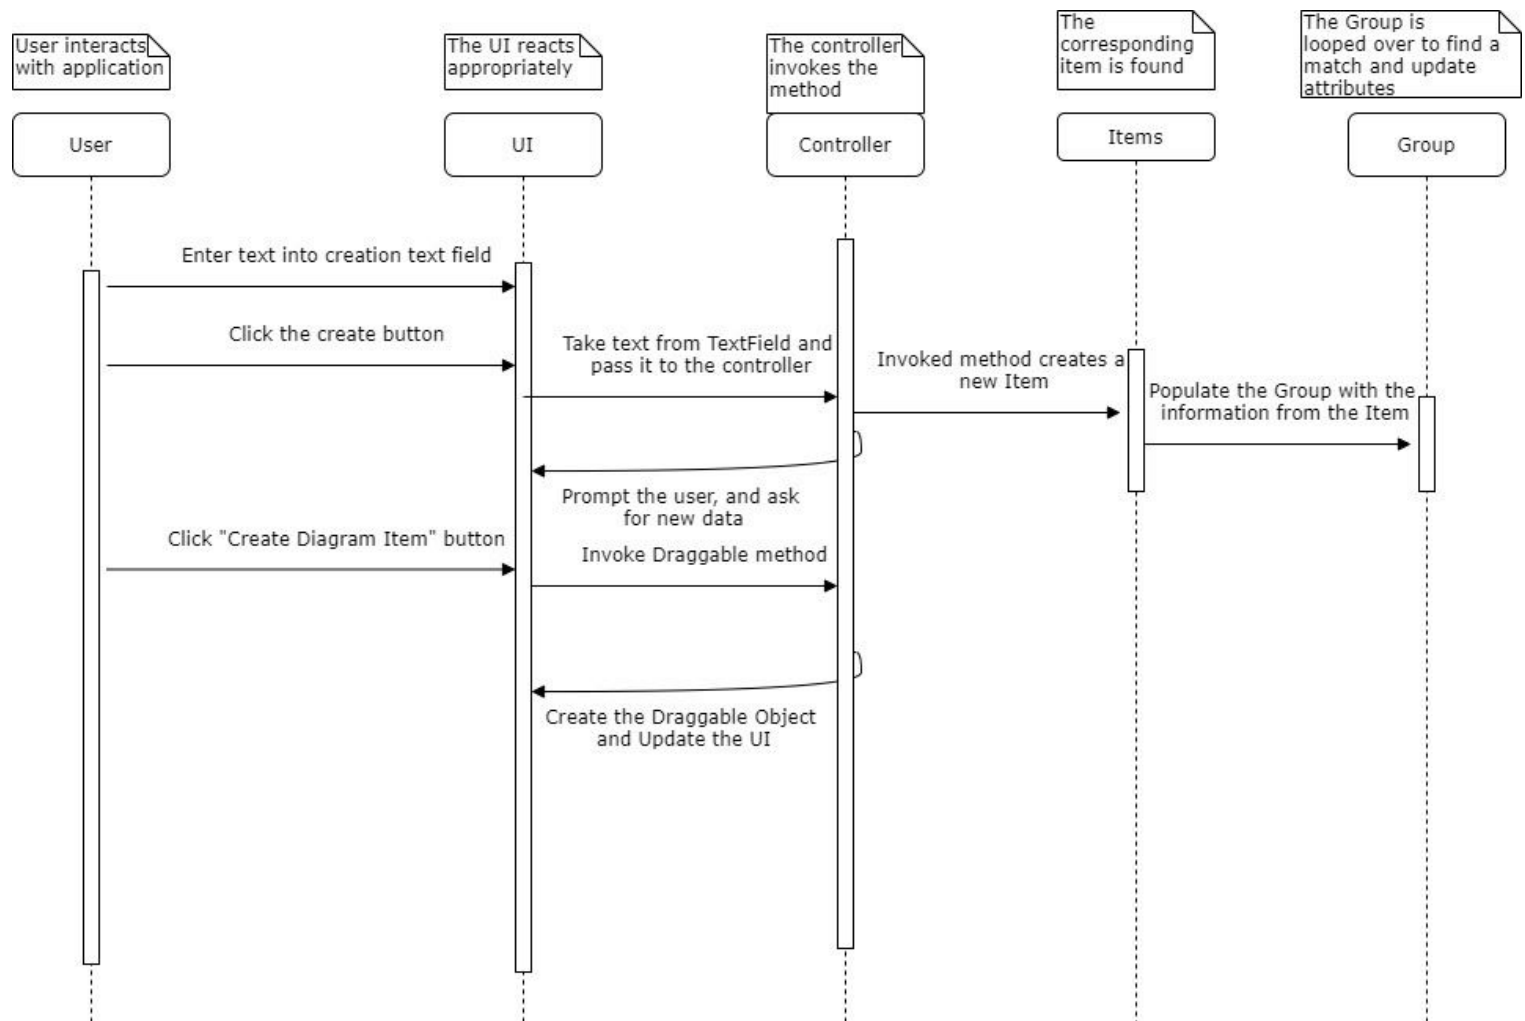 User interacts
with application
The UI reacts
appropriately
The controller
invokes the
method
The
corresponding
item is found
The Group is
looped over to find a
match and update
attributes
User
UI
Controller
Items
Group
Enter text into creation text field
Click the create button
Take text from TextField and
pass it to the controller
Invoked method creates a
new Item
Populate the Group with the
information from the Item
Prompt the user, and ask
for new data
Click "Create Diagram Item" button
Invoke Draggable method
Create the Draggable Object
and Update the UI